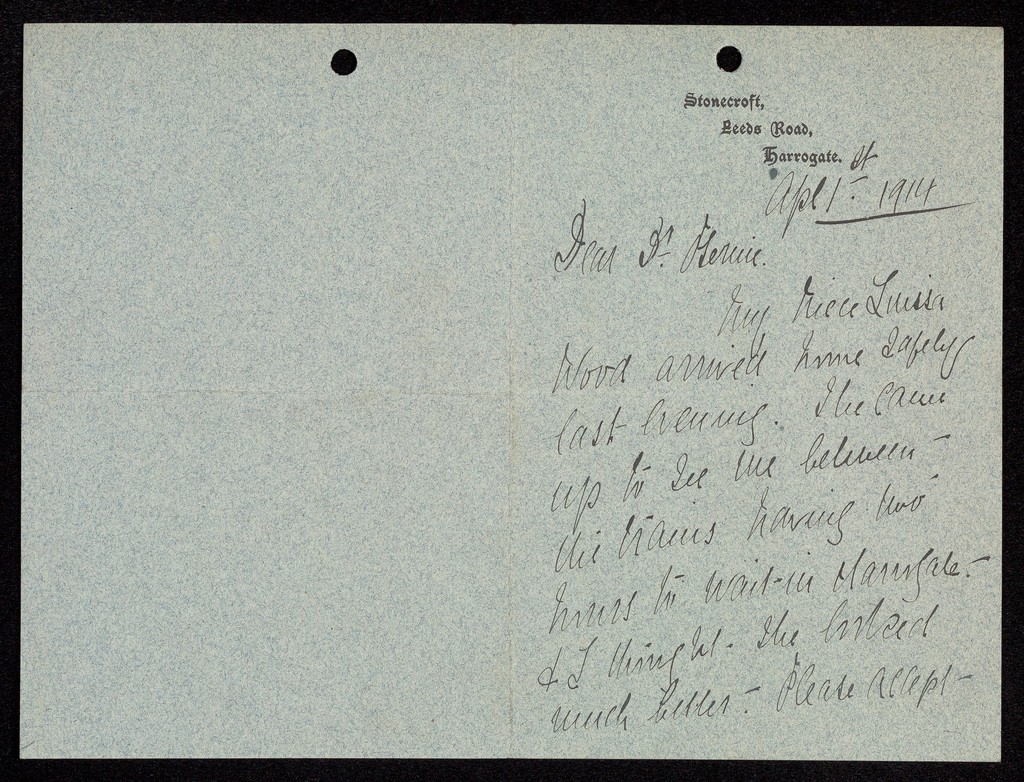 Stonecroft,
Leeds Road,
Harrogate.
Apl 1st 1914
Dear Dr
My Niece Luissa
Wood arrived home safely
last evening. She came
up to see me between
the trains having two
hours to wait in Harrogate.
& I thought she looked
much better. Please accept